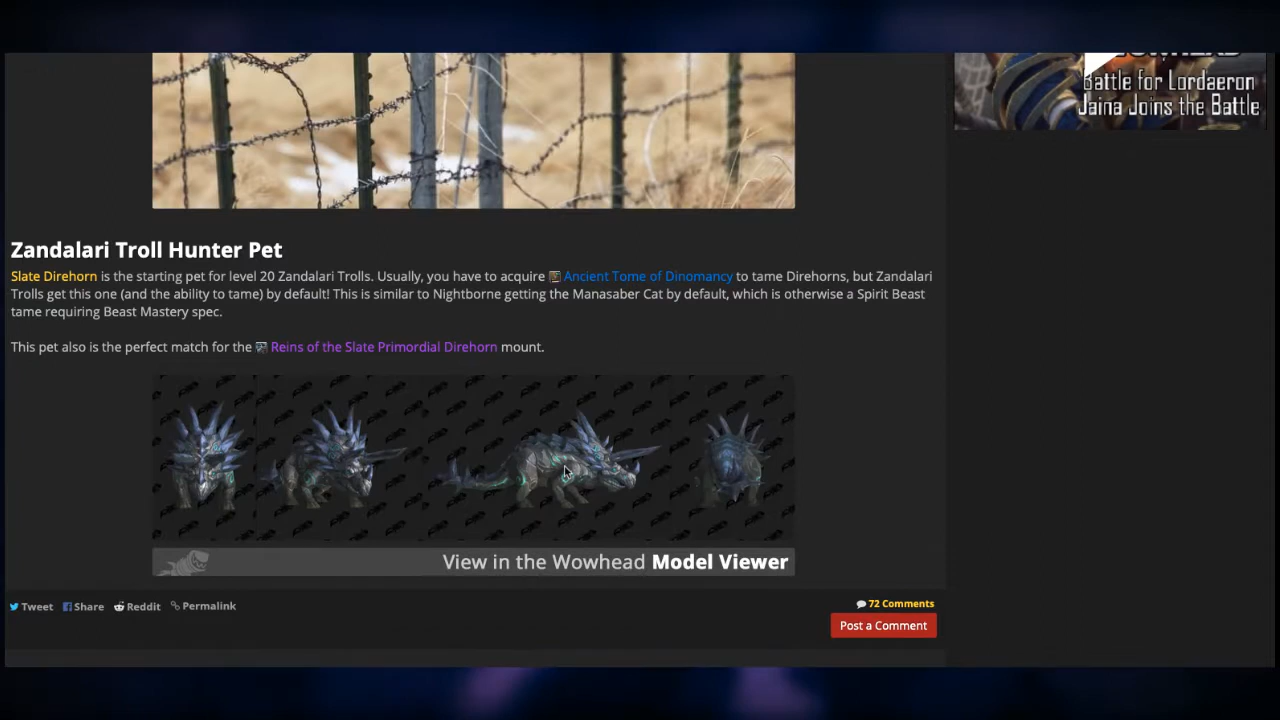 Battle for Lordaeron
Jaina Joins the Battle
Zandalari Troll Hunter Pet
Slate Direhorn is the starting pet for level 20 Zandalari Trolls. Usually, you have to acquire Ancient Tome of Dinomancy to tame Direhorns, but Zandalari
Trolls get this one (and the ability to tame) by default! This is similar to Nightborne getting the Manasaber Cat by default, which is otherwise a Spirit Beast
tame requiring Beast Mastery spec.
This pet also is the perfect match for the Reins of the Slate Primordial Direhorn mount.
View in the Wowhead Model Viewer
Tweet Share Reddit Permalink
72 Comments
Post a Comment